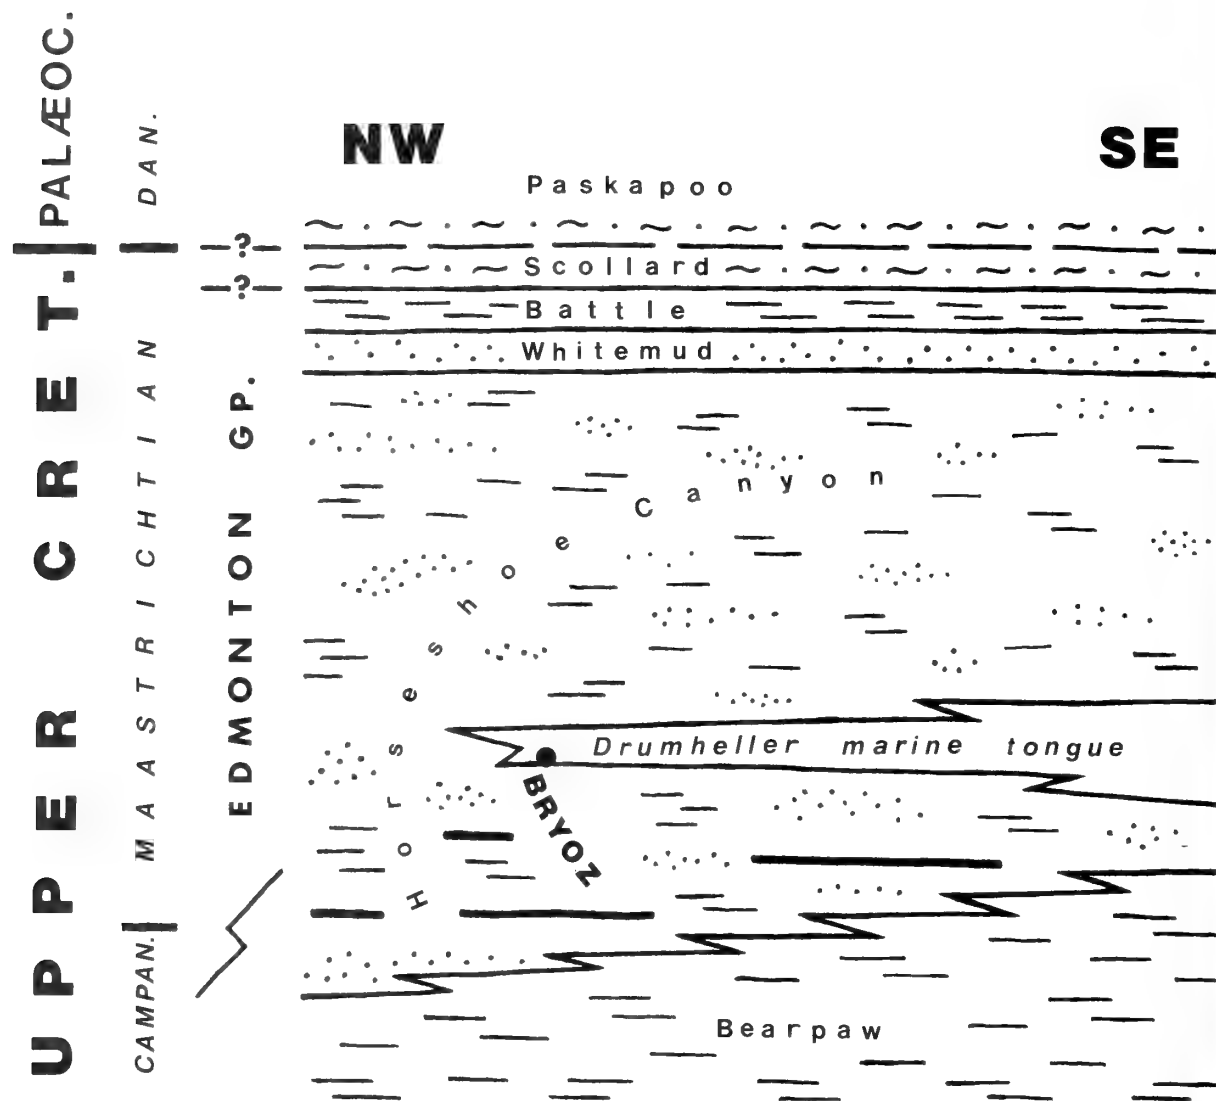 UPPER CRET.
PALÆOC.
CAMPAN.
MAASTRICHTIAN
DAN.
EDMONTON GP.
?
?
NW
SE
Paskapoo
Scollard
Battle
Whitemud
Horseshoe Canyon
Drumheller marine tongue
BRYOZ
Bearpaw